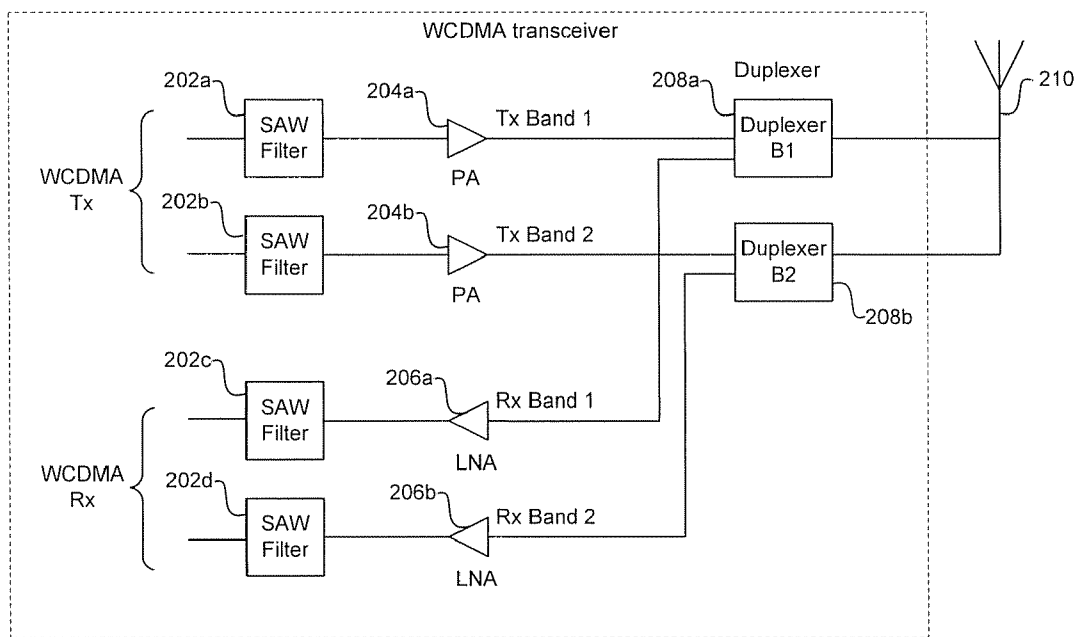 WCDMA transceiver
202a
SAW
Filter
204a
PA
Tx Band 1
Duplexer
208a
Duplexer
B1
210
WCDMA
Tx
202b
SAW
Filter
204b
PA
Tx Band 2
Duplexer
B2
208b
202c
SAW
Filter
206a
LNA
Rx Band 1
WCDMA
Rx
202d
SAW
Filter
206b
LNA
Rx Band 2